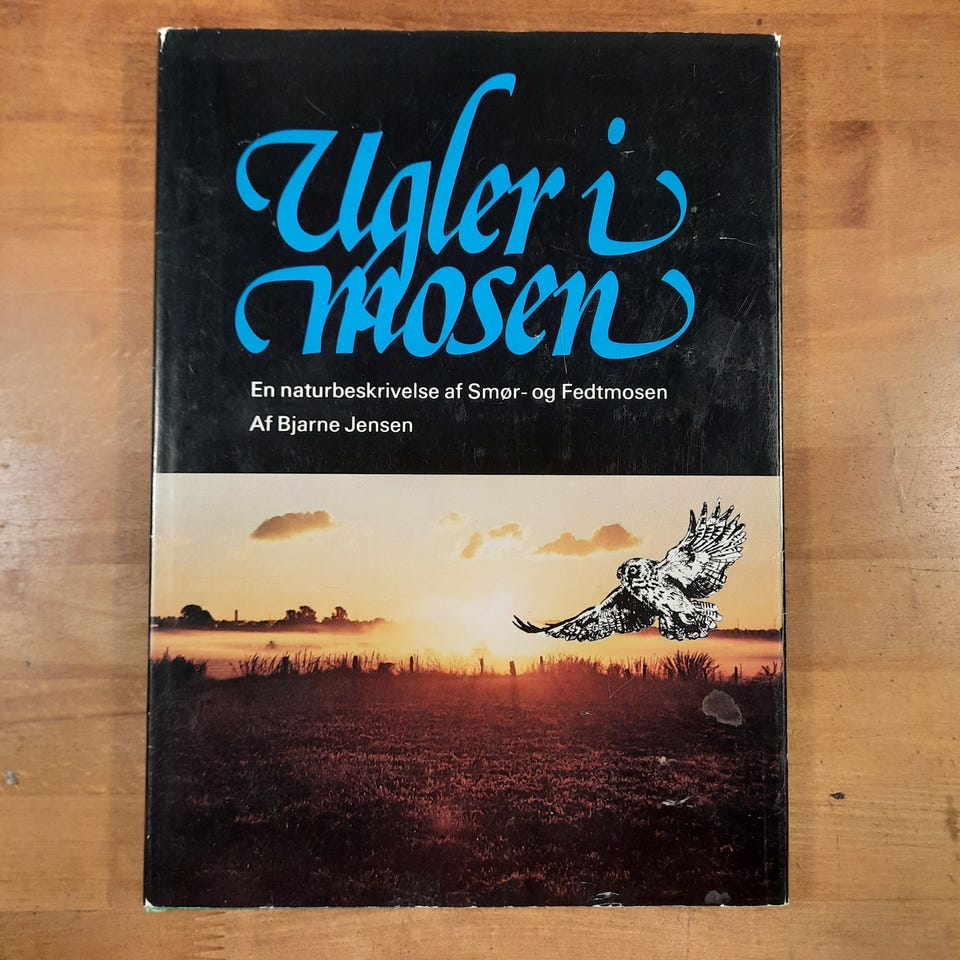 Ugler i
mosen
En naturbeskrivelse af Smør- og Fedtmosen
Af Bjarne Jensen